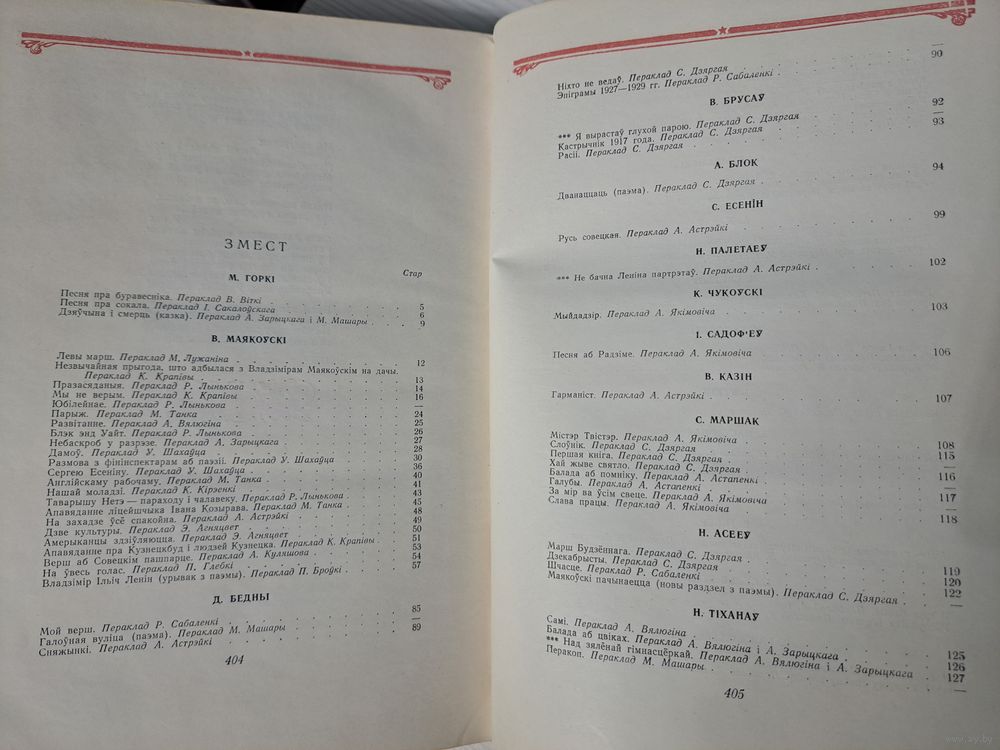 ЗМЕСТ
Стар
М. ГОРКІ
Песня пра буравесніка. Пераклад В. Віткі . 5
Песня пра сокала. Пераклад І. Сакалоўскага . 6
Дзяўчына і смерць (казка). Пераклад А. Зарыцкага і М. Машары . 9
В. МАЯКОЎСКІ
Левы марш. Пераклад М. Лужаніна . 12
Незвычайная прыгода, што адбылася з Владзімірам Маякоўскім на дачы.
Пераклад К. Крапівы . 13
Празаседаныя. Пераклад Р. Лынькова . 14
Мы не верым. Пераклад К. Крапівы . 16
Юбілейнае. Пераклад Р. Лынькова .
Парыж. Пераклад М. Танка . 24
Развітанне. Пераклад А. Вялюгіна . 25
Блэк энд Уайт. Пераклад Р. Лынькова . 26
Небаскроб у разрэзе. Пераклад А. Зарыцкага . 27
Дамоў. Пераклад У. Шахаўца . 28
Размова з фінінспектарам аб паэзіі. Пераклад У. Шахаўца . 30
Сергею Есеніну. Пераклад У. Шахаўца . 36
Англійскаму рабочаму. Пераклад М. Танка . 40
Нашай моладзі. Пераклад К. Кірэенкі . 41
Таварышу Нетэ — параходу і чалавеку. Пераклад Р. Лынькова . 43
Апавяданне ліцейшчыка Івана Козырава. Пераклад М. Танка . 45
На захадзе ўсё спакойна. Пераклад А. Астрэйкі . 48
Дзве культуры. Пераклад Э. Агняцвет . 49
Амерыканцы здзіўляюцца. Пераклад Э. Агняцвет . 50
Апавяданне пра Кузнецкбуд і людзей Кузнецка. Пераклад К. Крапівы . 51
Верш аб Совецкім пашпарце. Пераклад А. Куляшова . 53
На ўвесь голас. Пераклад П. Глебкі . 54
Владзімір Ільіч Ленін (урывак з паэмы). Пераклад П. Броўкі . 57
Д. БЕДНЫ
Мой верш. Пераклад Р. Сабаленкі . 85
Галоўная вуліца (паэма). Пераклад М. Машары . —
Сняжынкі. Пераклад А. Астрэйкі . 89
404
Ніхто не ведаў. Пераклад С. Дзяргая . —
Эпіграмы 1927—1929 гг. Пераклад Р. Сабаленкі . 90
В. БРУСАЎ
*** Я вырастаў глухой парою. Пераклад С. Дзяргая . 92
Кастрычнік 1917 года. Пераклад С. Дзяргая . —
Расіі. Пераклад С. Дзяргая . 93
А. БЛОК
Дванаццаць (паэма). Пераклад С. Дзяргая . 94
С. ЕСЕНІН
Русь совецкая. Пераклад А. Астрэйкі . 99
Н. ПАЛЕТАЕЎ
*** Не бачна Леніна партрэтаў. Пераклад А. Астрэйкі . 102
К. ЧУКОЎСКІ
Мыйдадзір. Пераклад А. Якімовіча . 103
І. САДОФ'ЕЎ
Песня аб Радзіме. Пераклад А. Якімовіча . 106
В. КАЗІН
Гарманіст. Пераклад А. Астрэйкі . 107
С. МАРШАК
Містэр Твістэр. Пераклад А. Якімовіча . 108
Слоўнік. Пераклад С. Дзяргая . 115
Першая кніга. Пераклад С. Дзяргая . —
Хай жыве святло. Пераклад С. Дзяргая . 116
Балада аб помніку. Пераклад А. Астапенкі . —
Галубы. Пераклад А. Астапенкі . 117
За мір ва ўсім свеце. Пераклад А. Якімовіча . —
Слава працы. Пераклад А. Якімовіча . 118
Н. АСЕЕЎ
Марш Будзённага. Пераклад С. Дзяргая . 119
Дзекабрысты. Пераклад С. Дзяргая . 120
Шчасце. Пераклад Р. Сабаленкі . 122
Маякоўскі пачынаецца (новы раздзел з паэмы). Пераклад С. Дзяргая .
Н. ТІХАНАЎ
Самі. Пераклад А. Вялюгіна . 125
Балада аб цвіках. Пераклад А. Вялюгіна і А. Зарыцкага . 126
*** Над зялёнай гімнасцёркай. Пераклад А. Вялюгіна і А. Зарыцкага . 127
Перакоп. Пераклад М. Машары . —
405
www.ay.by